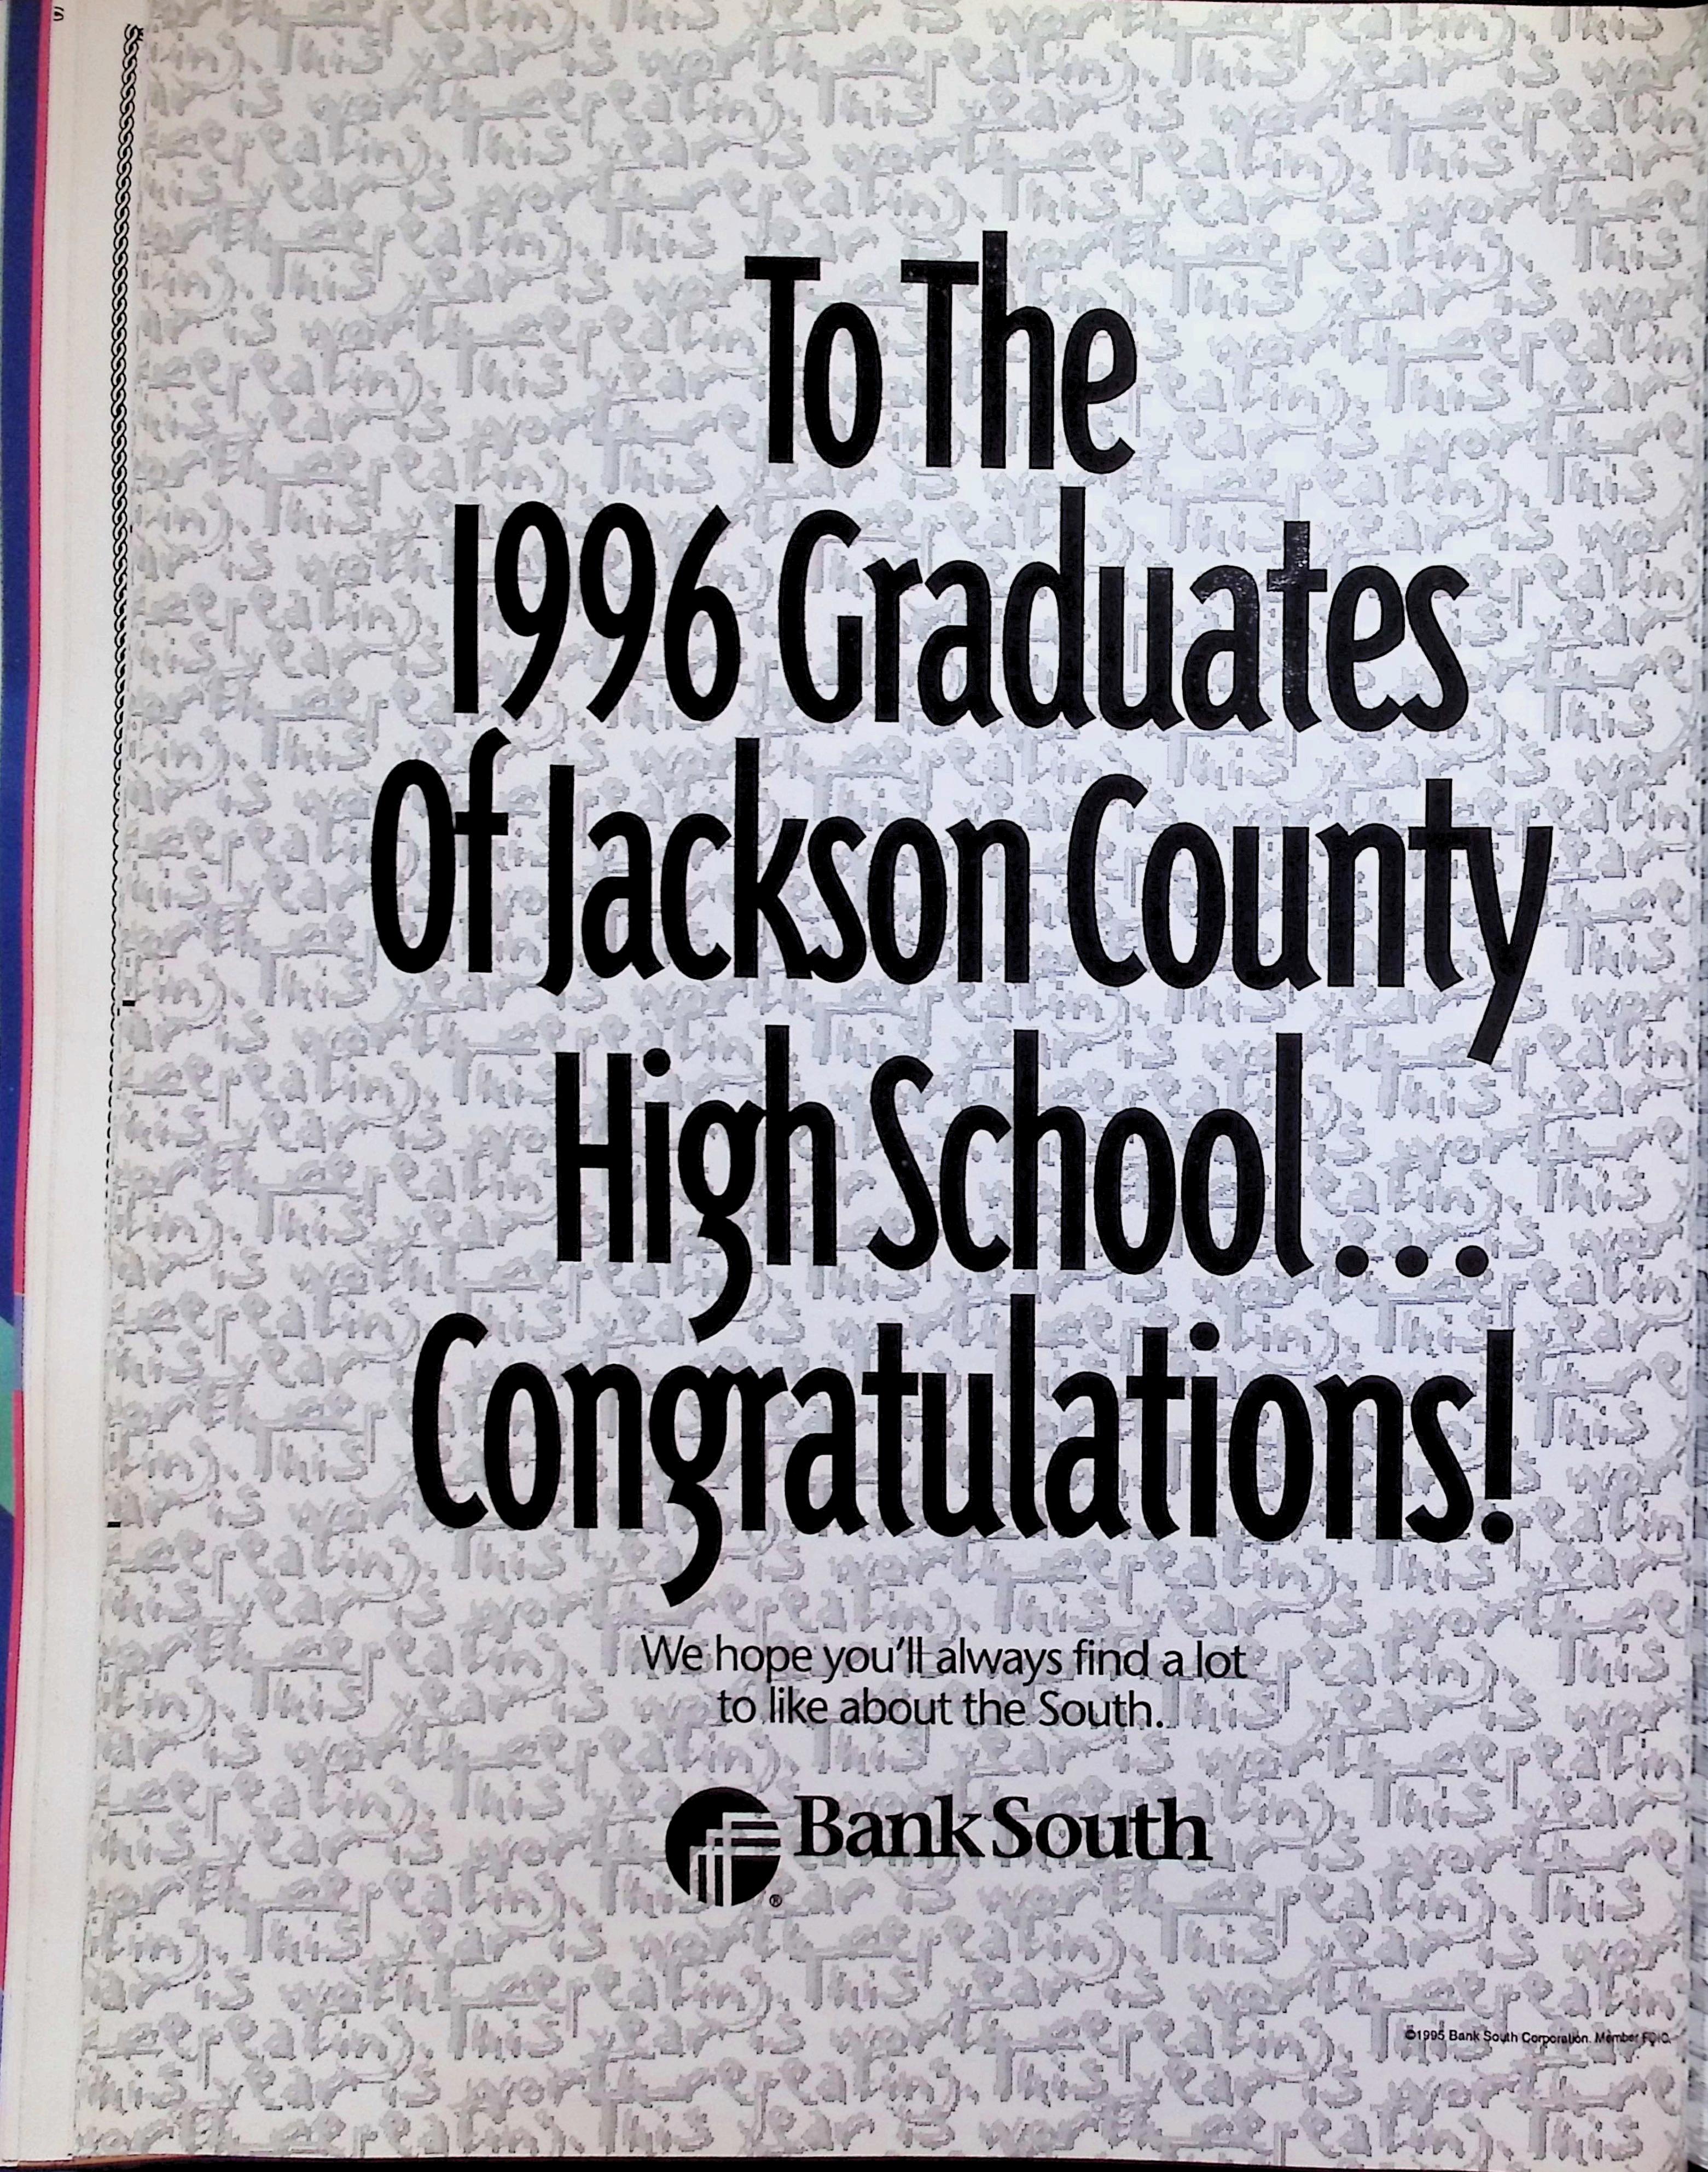 To The
1996 Graduates
Of Jackson County
High School...
Congratulations!
We hope you'll always find a lot
to like about the South.
Bank South
®
©1995 Bank South Corporation. Member FDIC.